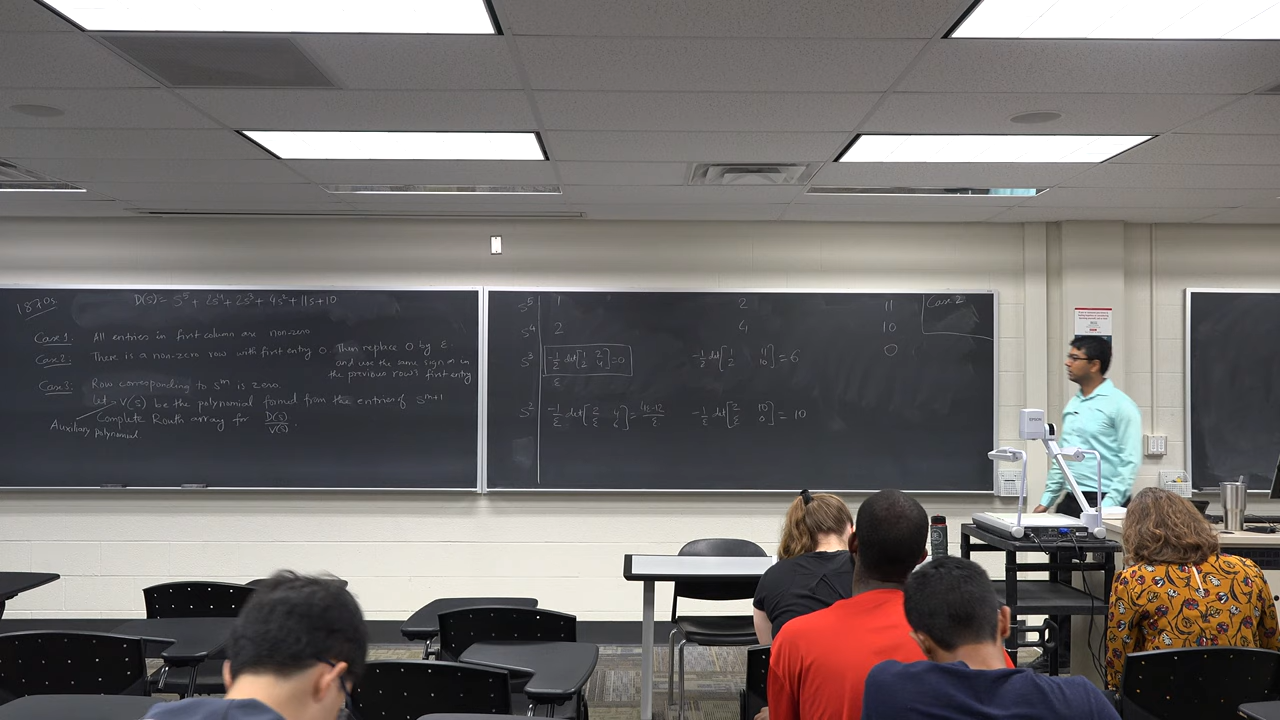 1870s
D(s) = s⁵ + 2s⁴ + 2s³ + 4s² + 11s + 10
Case 1: All entries in first column are non-zero
Case 2: There is a non-zero row with first entry 0. Then replace 0 by ε.
and use the same sign as in
the previous row's first entry
Case 3: Row corresponding to s^m is zero.
Let V(s) be the polynomial formed from the entries of s^{m+1}
Complete Routh array for D(s)/V(s).
Auxiliary polynomial
s⁵ 1 2 11 Case 2
s⁴ 2 4 10
s³ -1/2 det[1 2; 2 4] = 0 -1/2 det[1 11; 2 10] = 6 0
ε
s² -1/ε det[2 4; ε 6] = (4ε-12)/ε -1/ε det[2 10; ε 0] = 10
EPSON